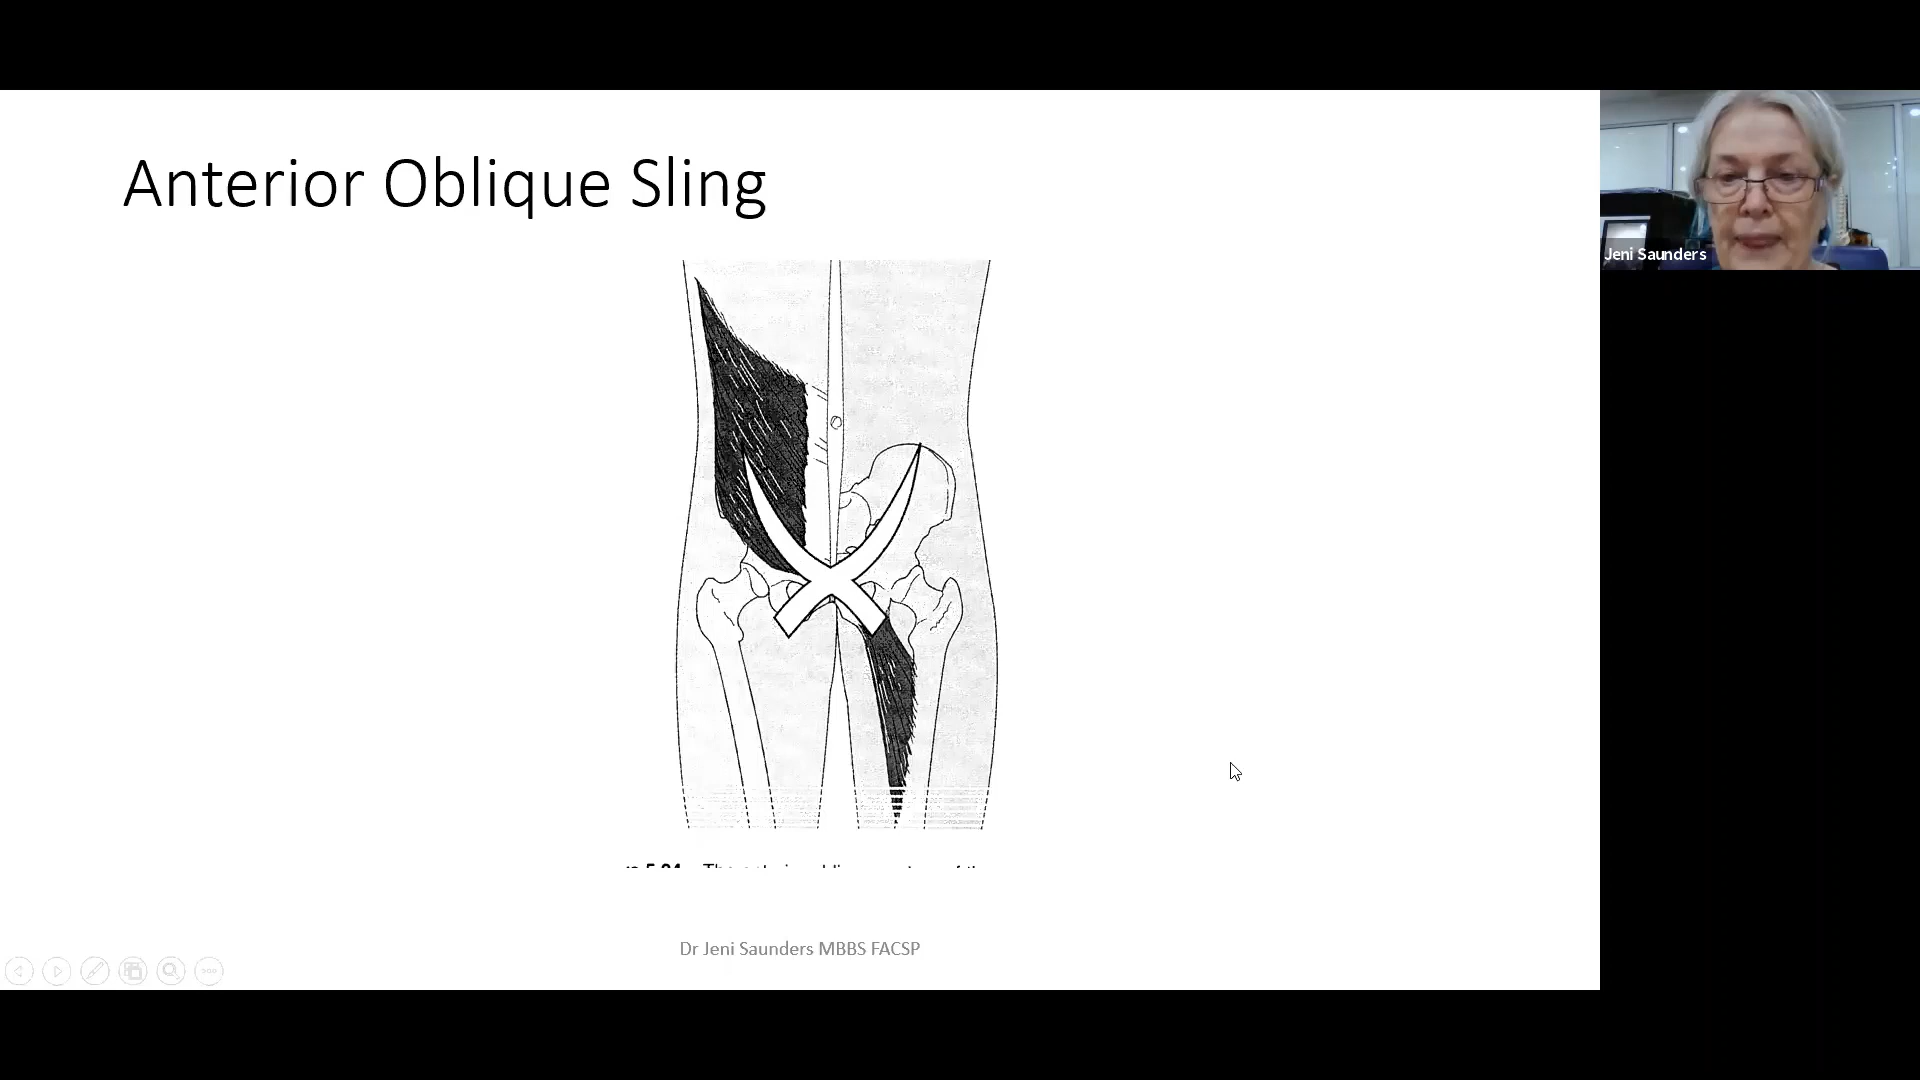 Anterior Oblique Sling
Jeni Saunders
Dr Jeni Saunders MBBS FACSP